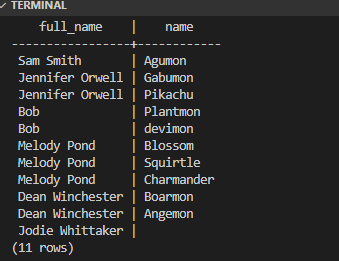 TERMINAL
full_name | name
----------------+------------
Sam Smith | Agumon
Jennifer Orwell | Gabumon
Jennifer Orwell | Pikachu
Bob | Plantmon
Bob | devimon
Melody Pond | Blossom
Melody Pond | Squirtle
Melody Pond | Charmander
Dean Winchester | Boarmon
Dean Winchester | Angemon
Jodie Whittaker |
(11 rows)